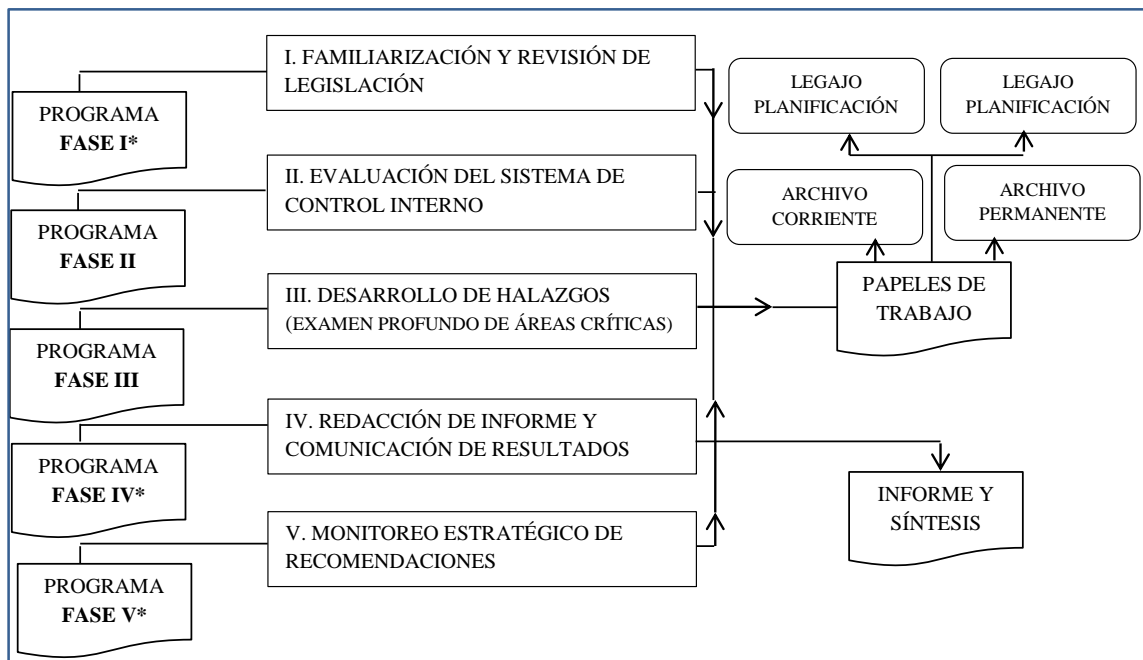 I. FAMILIARIZACIÓN Y REVISIÓN DE
LEGISLACIÓN
PROGRAMA
FASE I*
LEGAJO
PLANIFICACIÓN
LEGAJO
PLANIFICACIÓN
II. EVALUACIÓN DEL SISTEMA DE
CONTROL INTERNO
PROGRAMA
FASE II
ARCHIVO
CORRIENTE
ARCHIVO
PERMANENTE
III. DESARROLLO DE HALAZGOS
(EXAMEN PROFUNDO DE ÁREAS CRÍTICAS)
PAPELES DE
TRABAJO
PROGRAMA
FASE III
IV. REDACCIÓN DE INFORME Y
COMUNICACIÓN DE RESULTADOS
PROGRAMA
FASE IV*
INFORME Y
SÍNTESIS
V. MONITOREO ESTRATÉGICO DE
RECOMENDACIONES
PROGRAMA
FASE V*